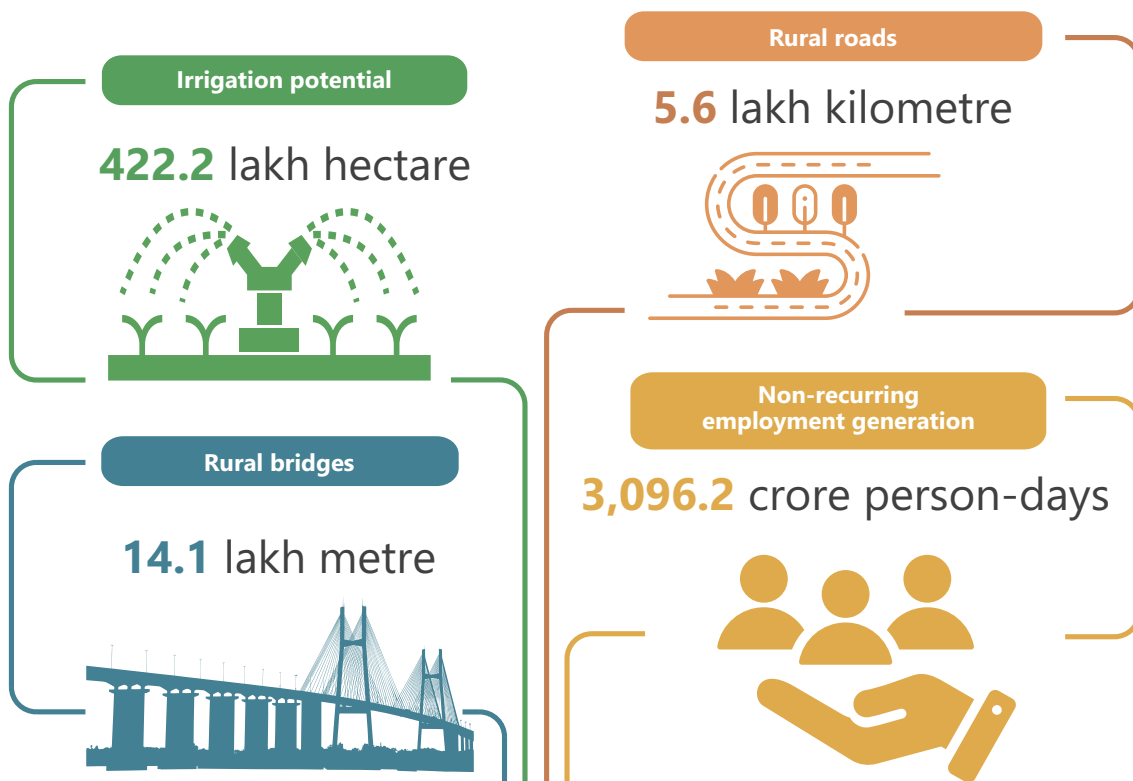 Irrigation potential
422.2 lakh hectare
Rural roads
5.6 lakh kilometre
Rural bridges
14.1 lakh metre
Non-recurring
employment generation
3,096.2 crore person-days